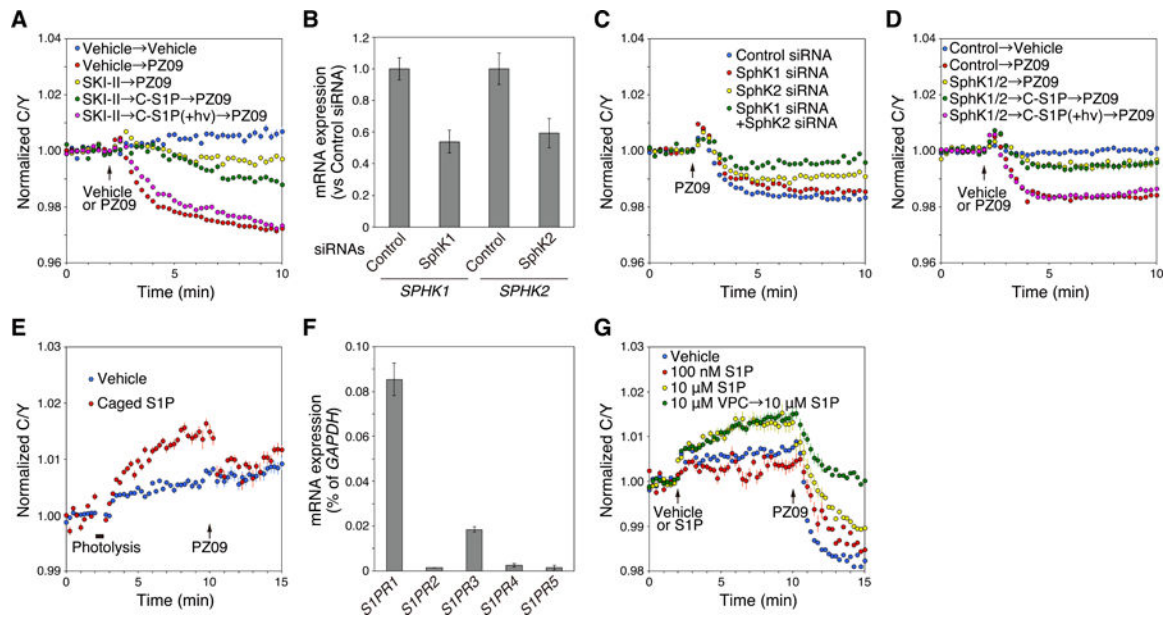 A
Normalized C/Y
1.04
1.02
1.00
0.98
0.96
Vehicle→Vehicle
Vehicle→PZ09
SKI-II→PZ09
SKI-II→C-S1P→PZ09
SKI-II→C-S1P(+hv)→PZ09
Vehicle
or PZ09
0
5
10
Time (min)
B
mRNA expression
(vs Control siRNA)
1.2
1.0
0.8
0.6
0.4
0.2
0
siRNAs
Control
SphK1
Control
SphK2
SPHK1
SPHK2
C
Normalized C/Y
1.04
1.02
1.00
0.98
0.96
Control siRNA
SphK1 siRNA
SphK2 siRNA
SphK1 siRNA
+SphK2 siRNA
PZ09
0
5
10
Time (min)
D
Normalized C/Y
1.04
1.02
1.00
0.98
0.96
Control→Vehicle
Control→PZ09
SphK1/2→PZ09
SphK1/2→C-S1P→PZ09
SphK1/2→C-S1P(+hv)→PZ09
Vehicle
or PZ09
0
5
10
Time (min)
E
Normalized C/Y
1.03
1.02
1.01
1.00
0.99
Vehicle
Caged S1P
Photolysis
PZ09
0
5
10
15
Time (min)
F
mRNA expression
(% of GAPDH)
0.10
0.08
0.06
0.04
0.02
0
S1PR1
S1PR2
S1PR3
S1PR4
S1PR5
G
Normalized C/Y
1.03
1.02
1.01
1.00
0.99
0.98
Vehicle
100 nM S1P
10 μM S1P
10 μM VPC→10 μM S1P
Vehicle
or S1P
PZ09
0
5
10
15
Time (min)